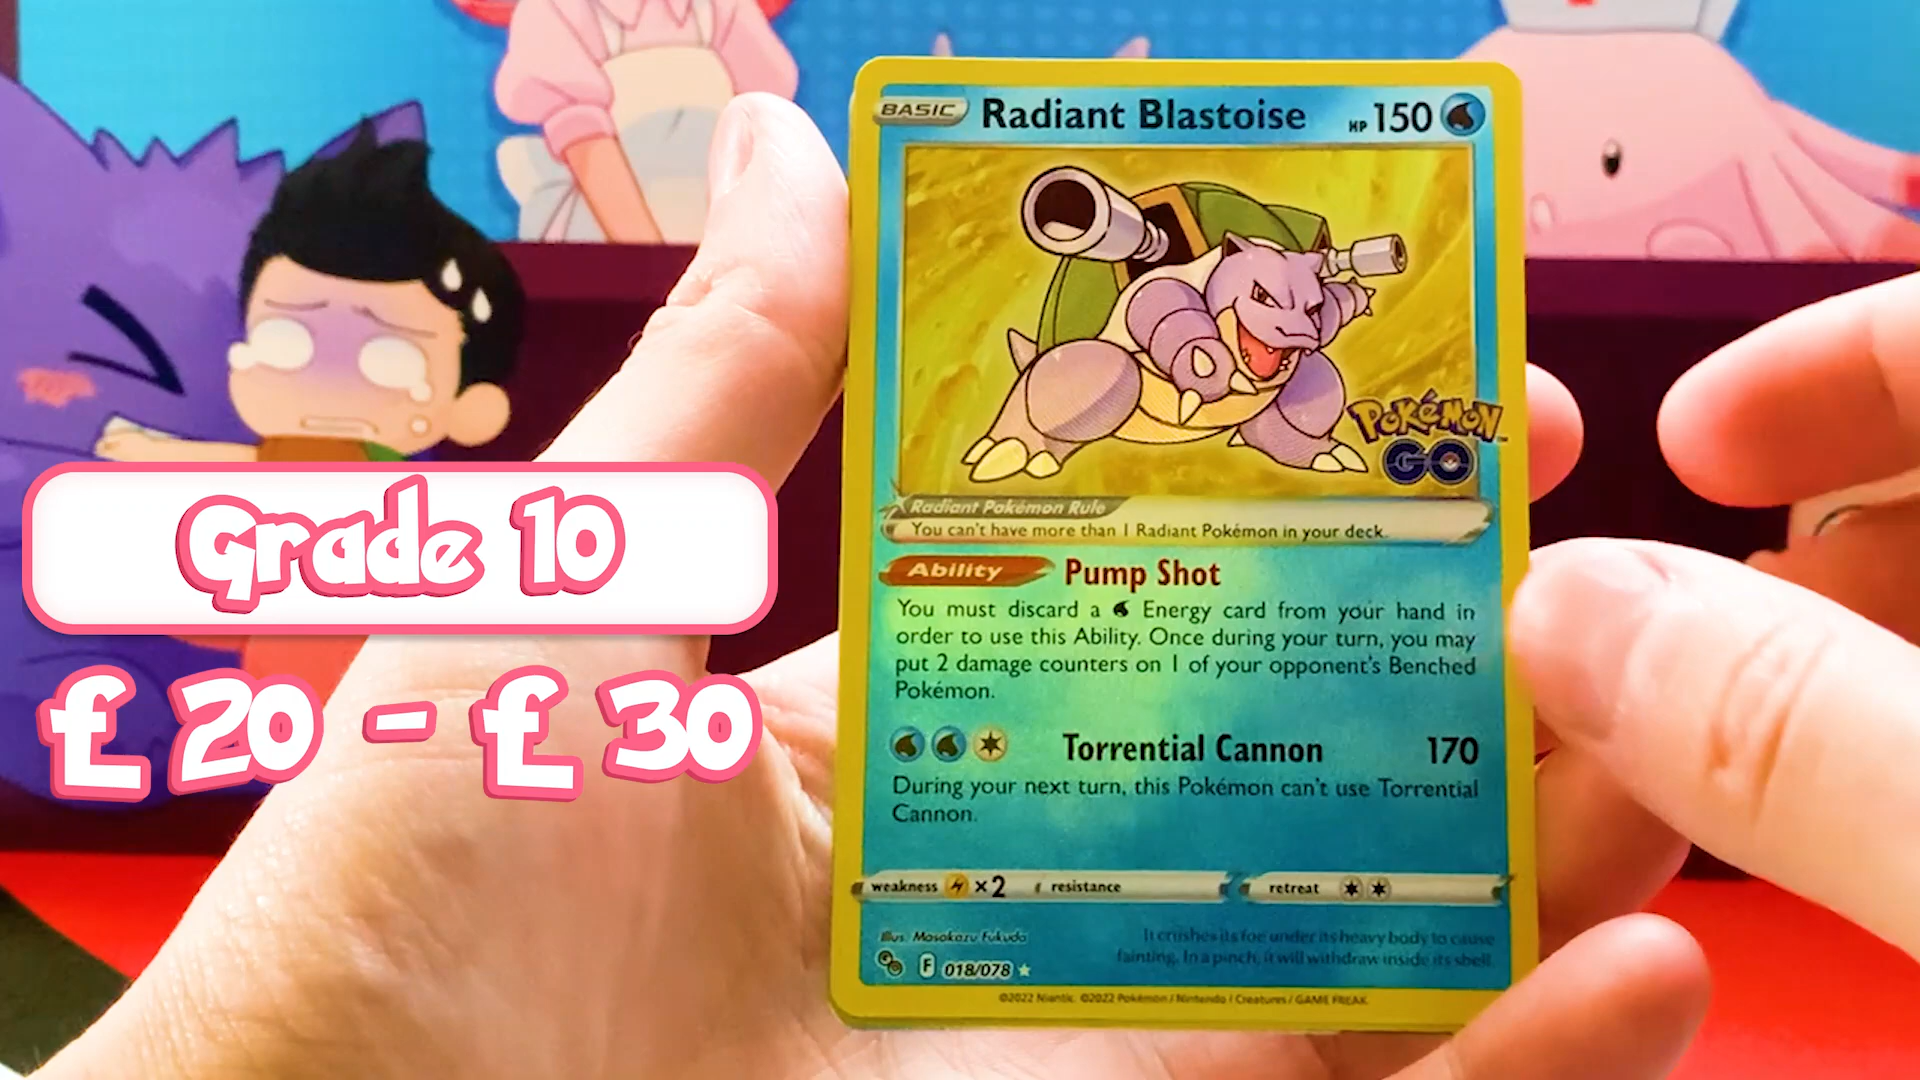 BASIC Radiant Blastoise HP 150
POKÉMON
GO
Radiant Pokémon Rule
You can't have more than 1 Radiant Pokémon in your deck.
Ability Pump Shot
You must discard a Energy card from your hand in
order to use this Ability. Once during your turn, you may
put 2 damage counters on 1 of your opponent's Benched
Pokémon.
Torrential Cannon 170
During your next turn, this Pokémon can't use Torrential
Cannon.
weakness ×2 resistance retreat
Illus. Masakazu Fukuda
It crushes its foe under its heavy body to cause
fainting. In a pinch, it will withdraw inside its shell.
F 018/078
©2022 Niantic. ©2022 Pokémon / Nintendo / Creatures / GAME FREAK.
Grade 10
£ 20 - £ 30